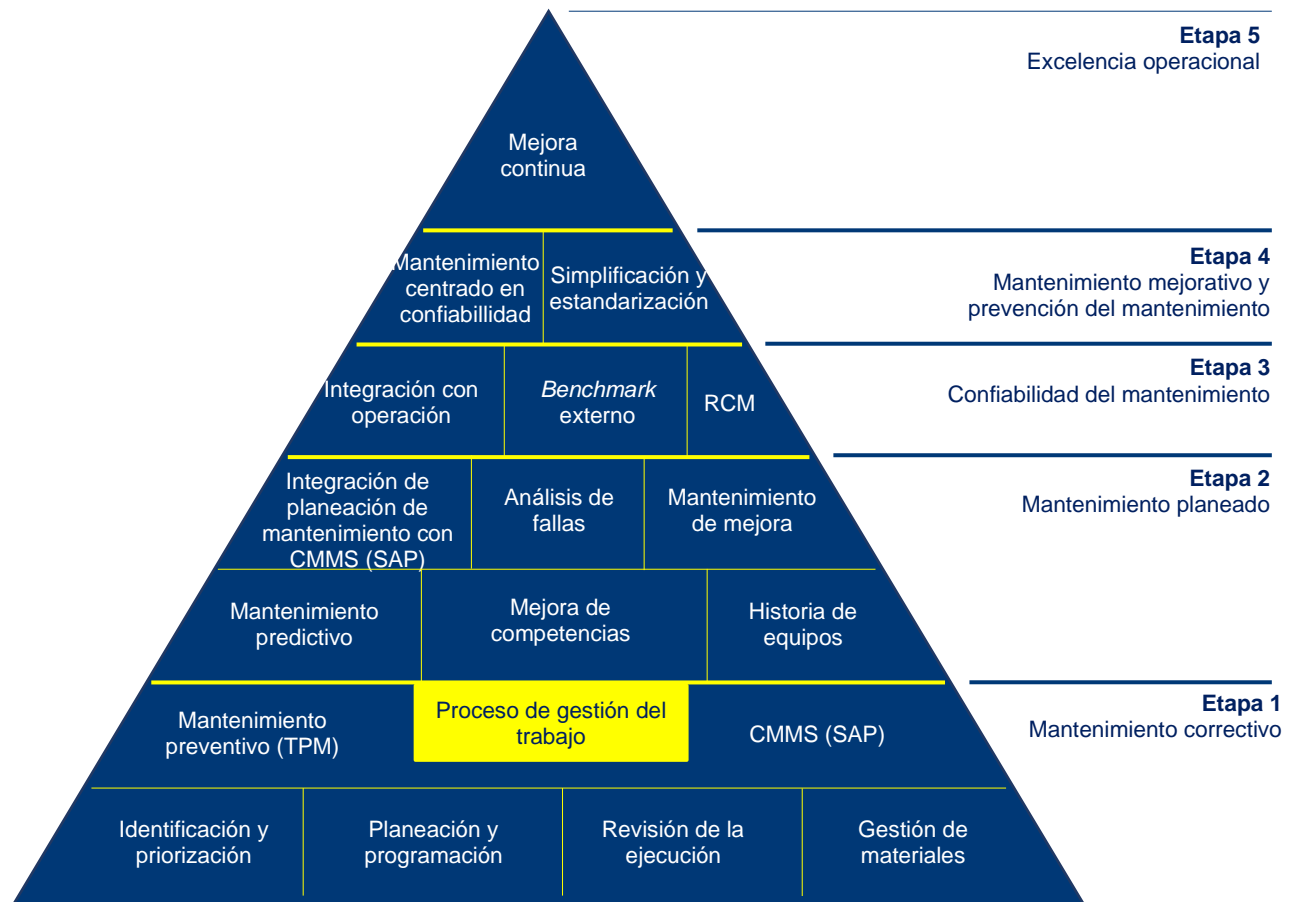 Etapa 5
Excelencia operacional
Mejora
continua
Etapa 4
Mantenimiento mejorativo y
prevención del mantenimiento
Mantenimiento
centrado en
confiabillidad
Simplificación y
estandarización
Etapa 3
Confiabilidad del mantenimiento
Integración con
operación
Benchmark
externo
RCM
Etapa 2
Mantenimiento planeado
Integración de
planeación de
mantenimiento con
CMMS (SAP)
Análisis de
fallas
Mantenimiento
de mejora
Mantenimiento
predictivo
Mejora de
competencias
Historia de
equipos
Etapa 1
Mantenimiento correctivo
Mantenimiento
preventivo (TPM)
Proceso de gestión del
trabajo
CMMS (SAP)
Identificación y
priorización
Planeación y
programación
Revisión de la
ejecución
Gestión de
materiales